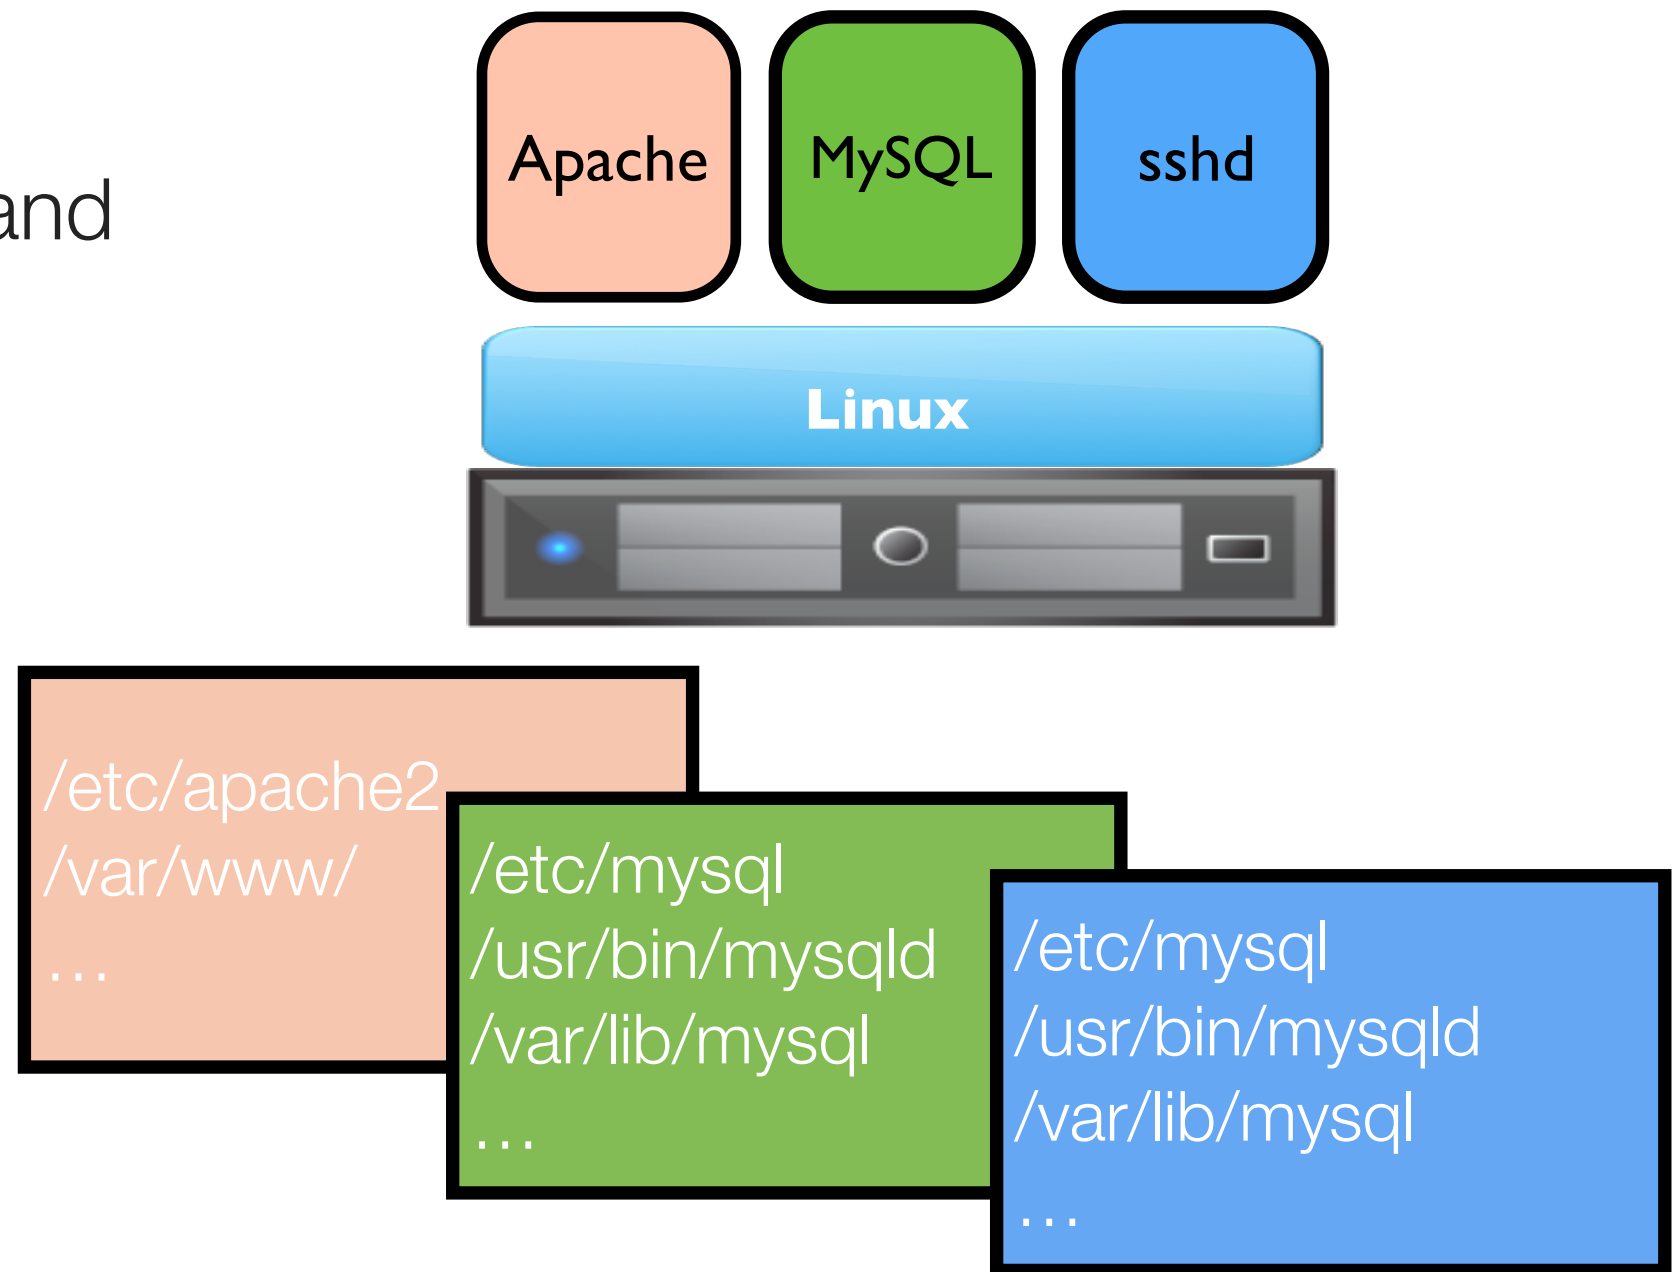 and
Apache
MySQL
sshd
Linux
/etc/apache2
/var/www/
…
/etc/mysql
/usr/bin/mysqld
/var/lib/mysql
…
/etc/mysql
/usr/bin/mysqld
/var/lib/mysql
…